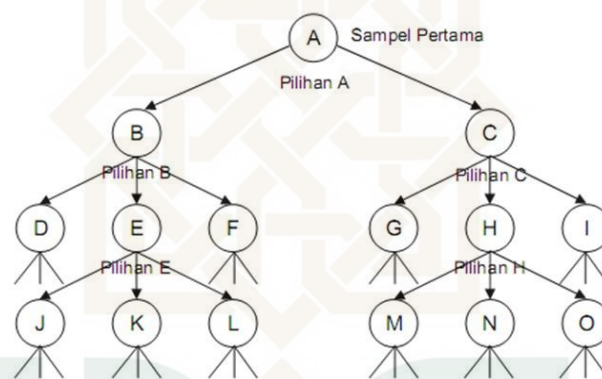 A Sampel Pertama
Pilihan A
B C
Pilihan B Pilihan C
D E F G H I
Pilihan E Pilihan H
J K L M N O